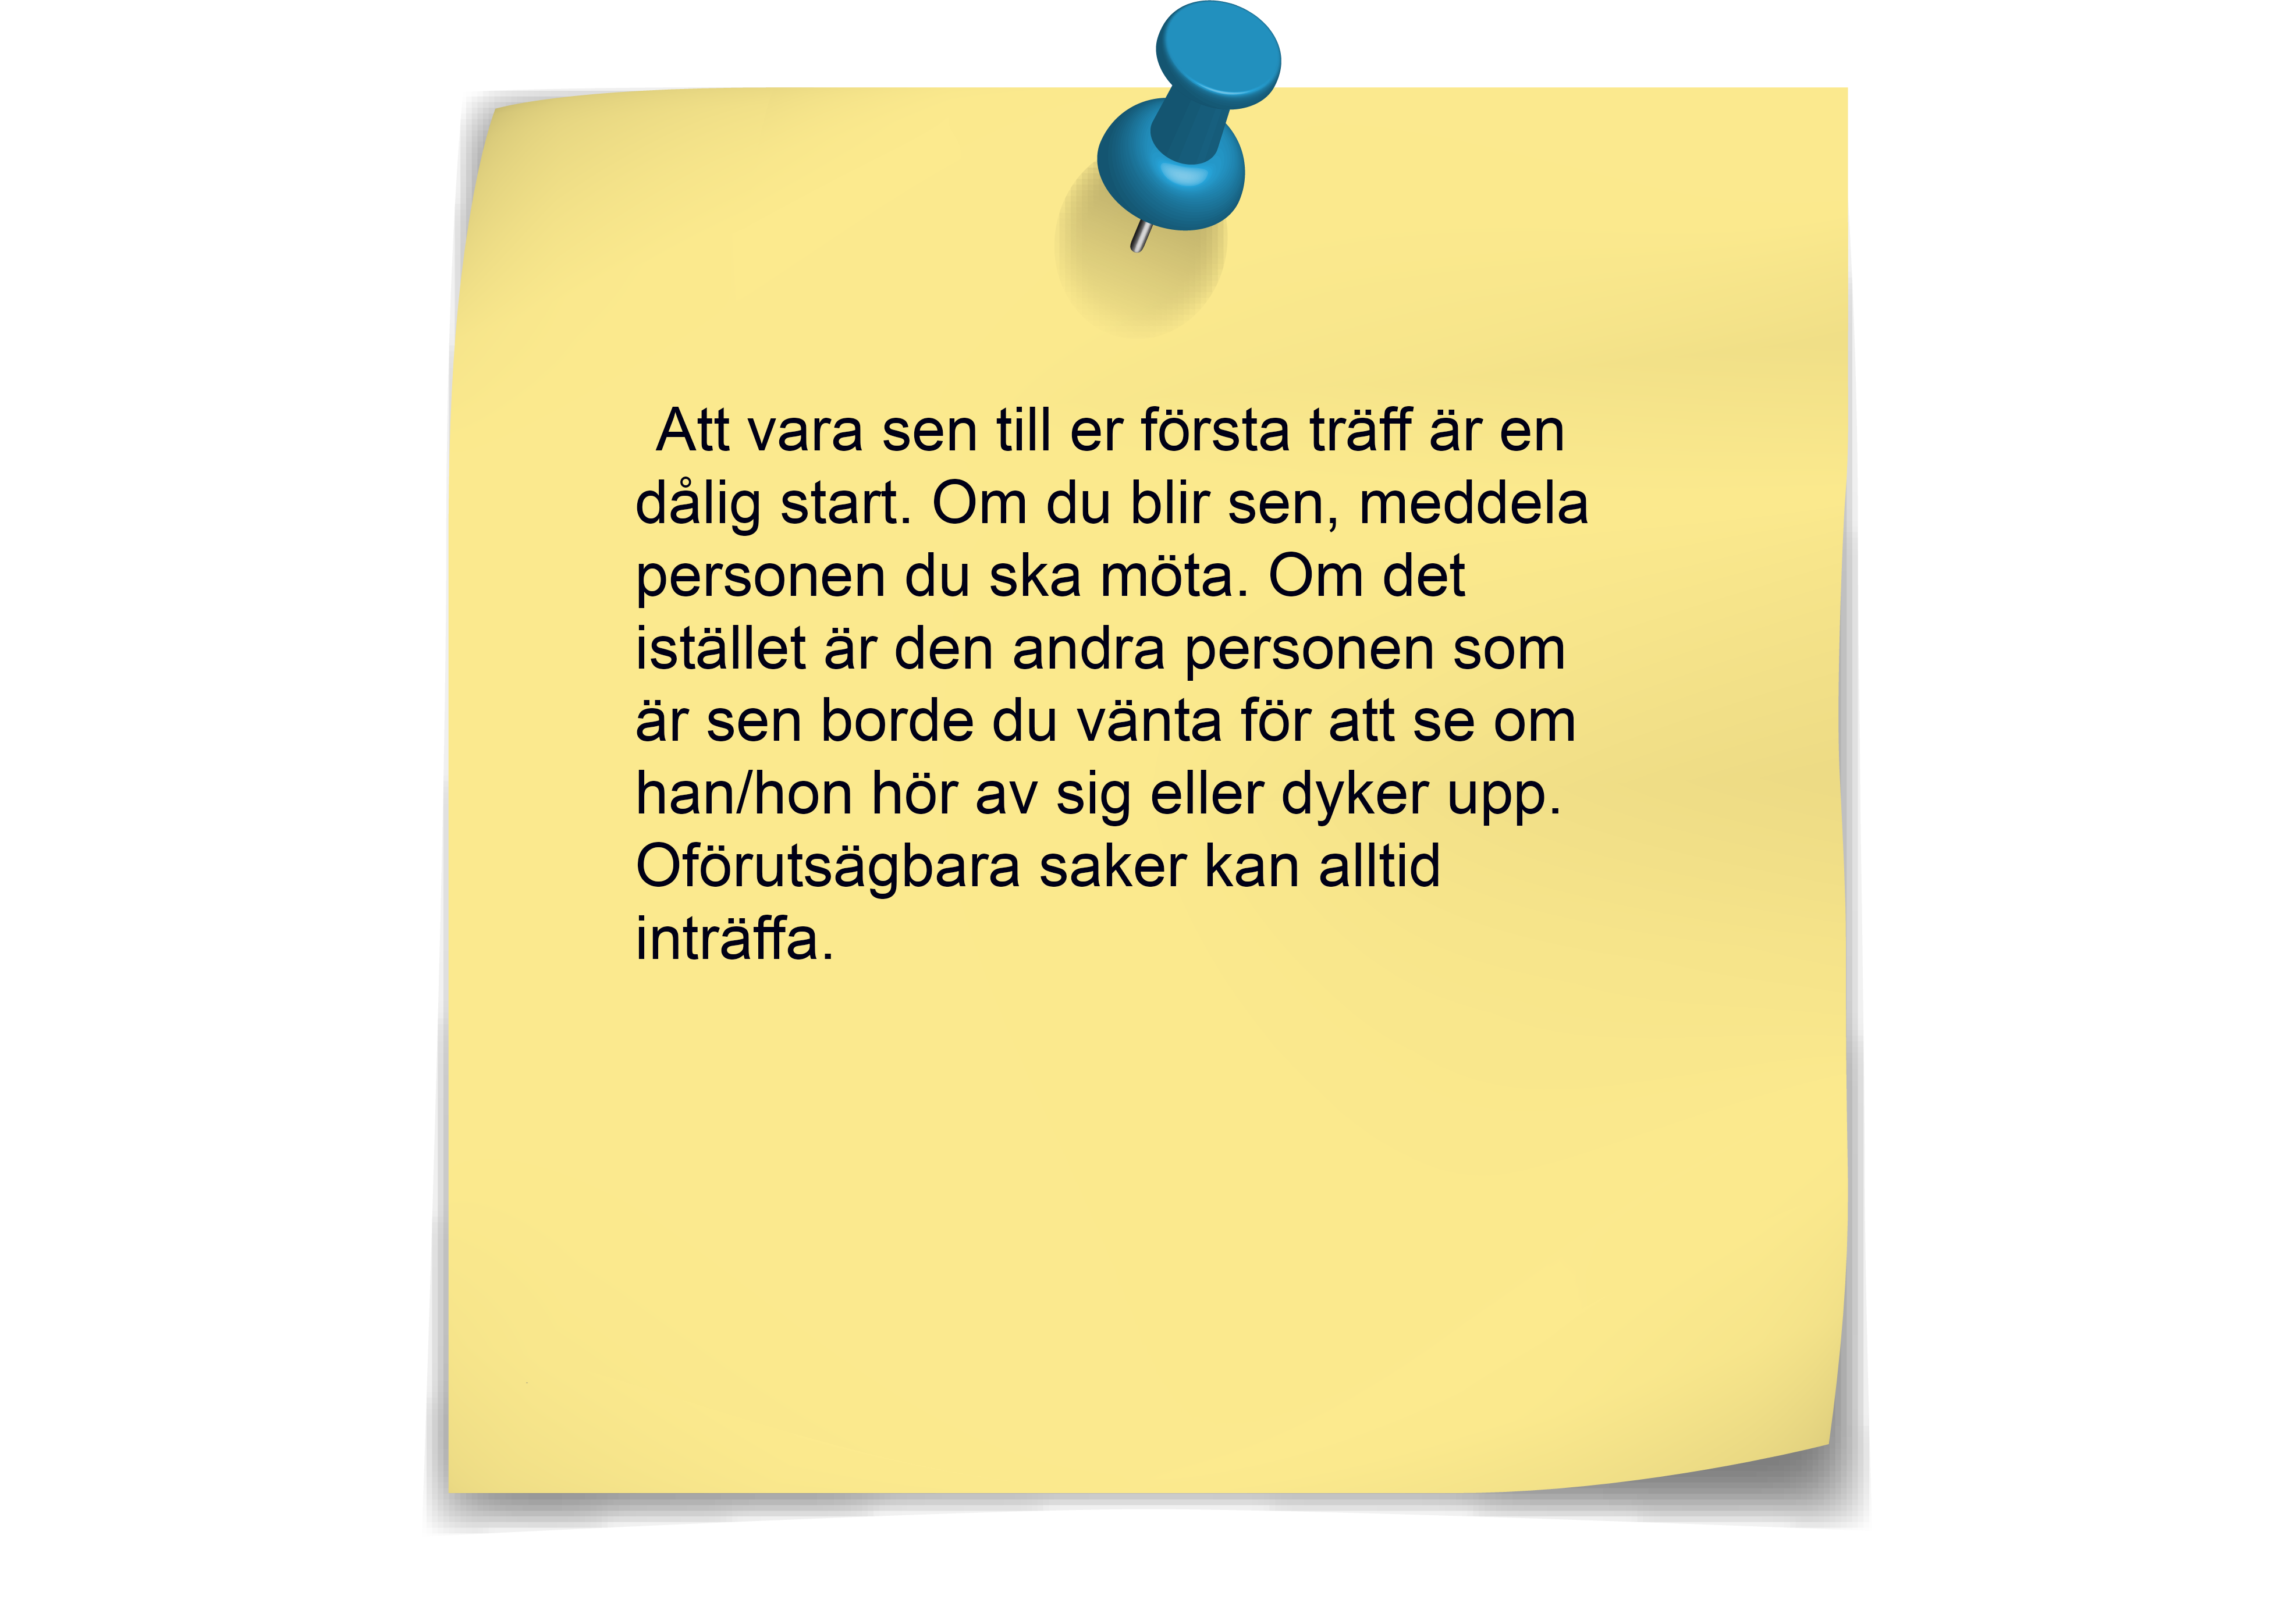 Att vara sen till er första träff är en
dålig start. Om du blir sen, meddela
personen du ska möta. Om det
istället är den andra personen som
är sen borde du vänta för att se om
han/hon hör av sig eller dyker upp.
Oförutsägbara saker kan alltid
inträffa.